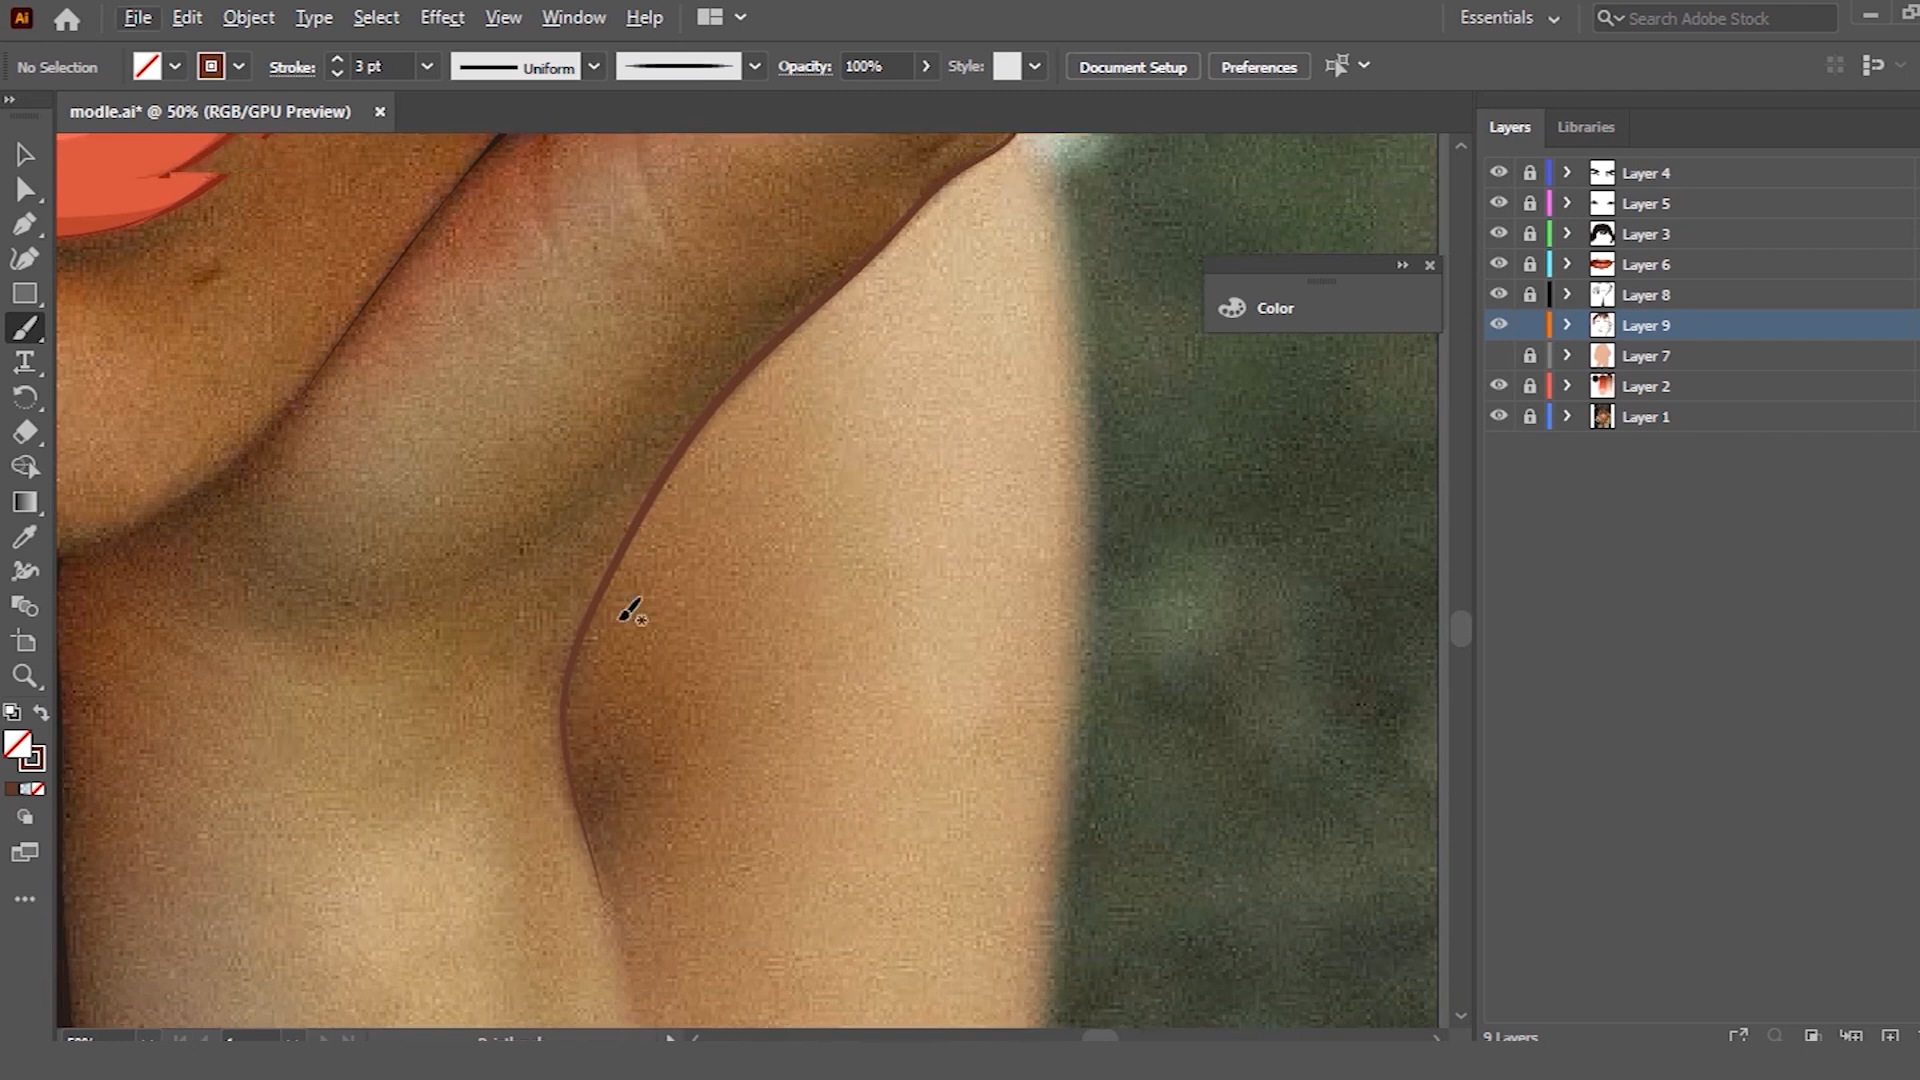 Ai File Edit Object Type Select Effect View Window Help Essentials Search Adobe Stock
No Selection Stroke: 3 pt Uniform Opacity: 100% Style: Document Setup Preferences
modle.ai* @ 50% (RGB/GPU Preview)
Layers Libraries
Layer 4
Layer 5
Layer 3
Layer 6
Layer 8
Color
Layer 9
Layer 7
Layer 2
Layer 1
9 Layers